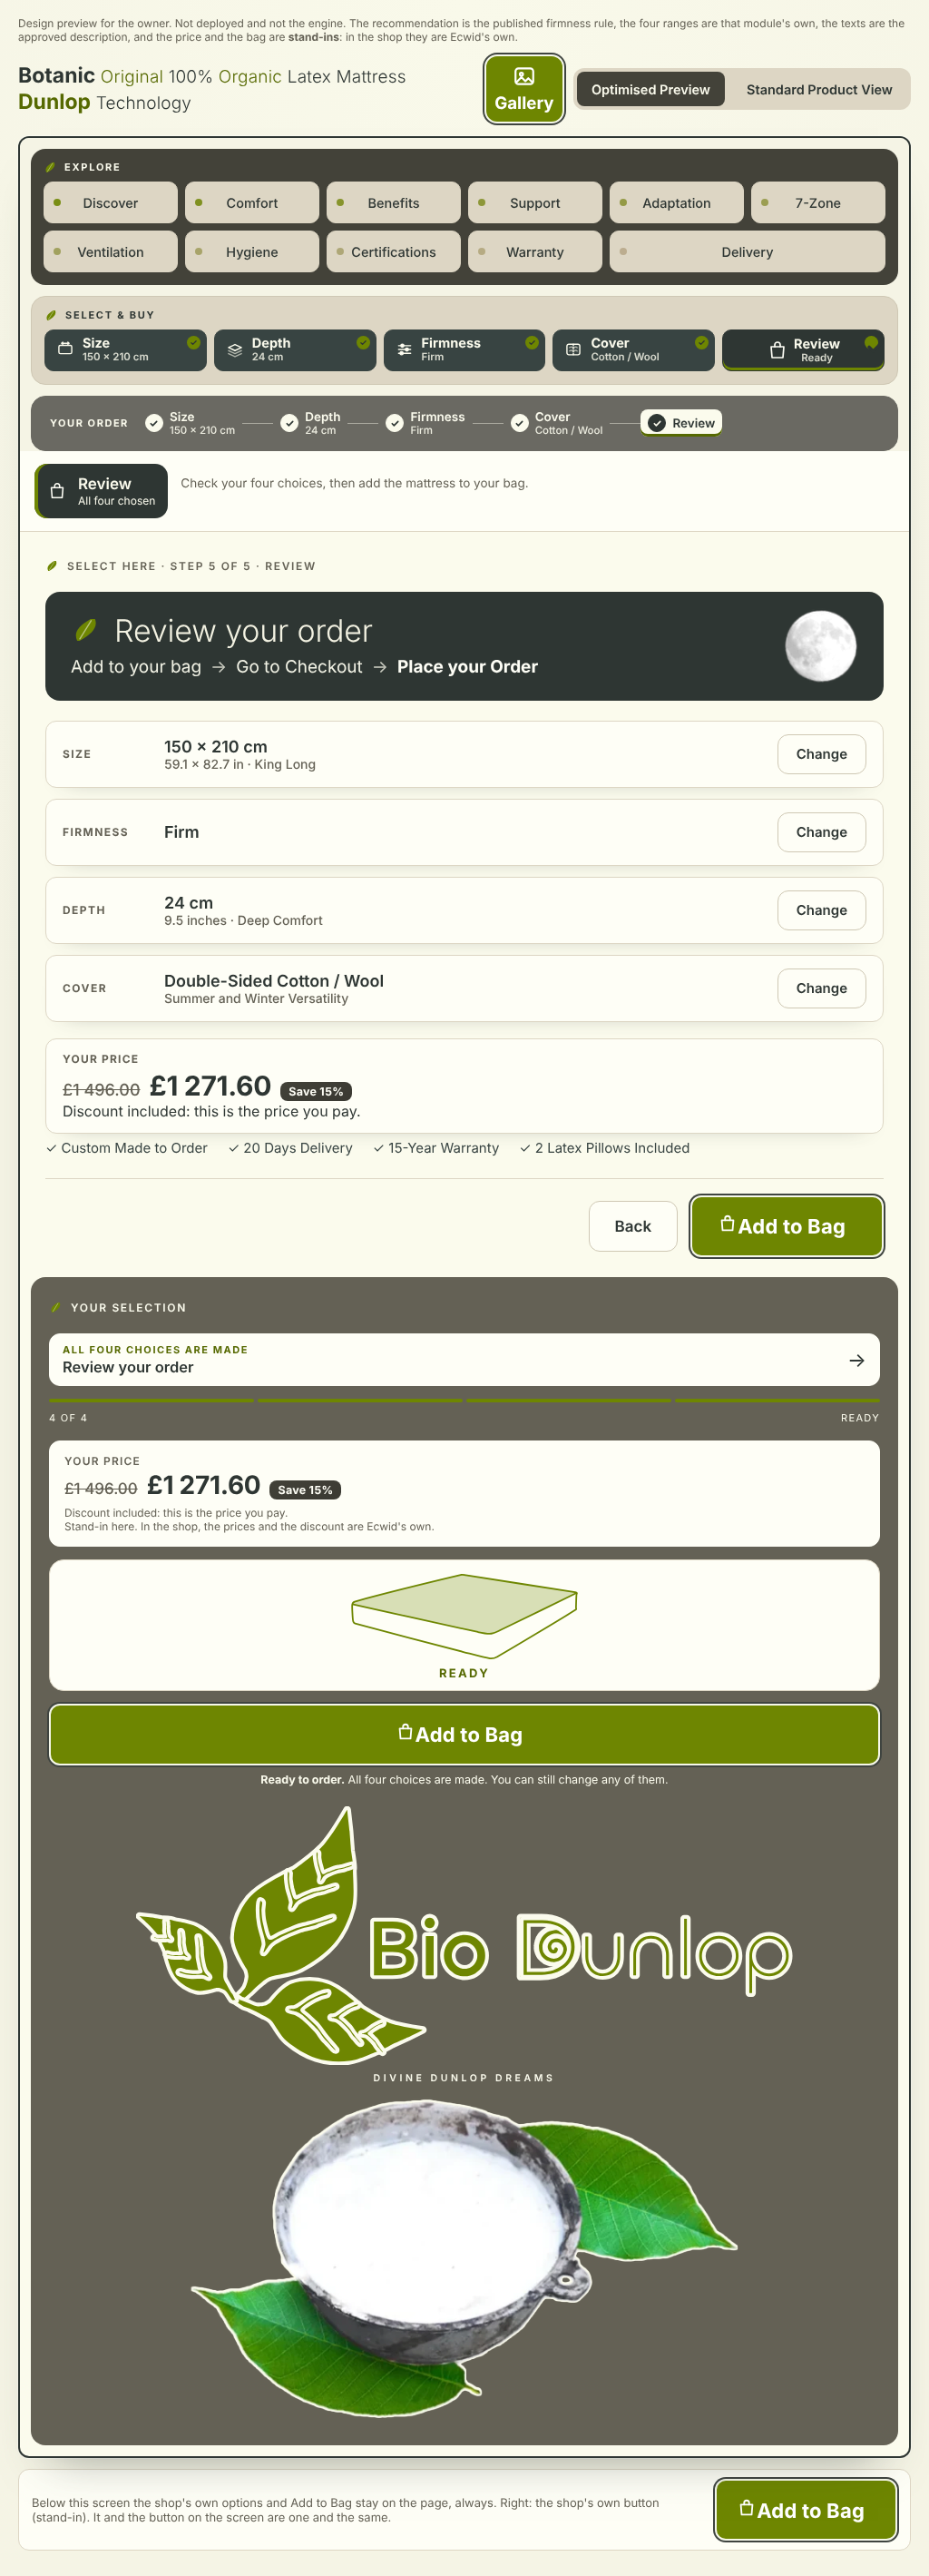 Design preview for the owner. Not deployed and not the engine. The recommendation is the published firmness rule, the four ranges are that module's own, the texts are the
approved description, and the price and the bag are stand-ins: in the shop they are Ecwid's own.
Botanic Original 100% Organic Latex Mattress
Dunlop Technology
Gallery
Optimised Preview
Standard Product View
EXPLORE
Discover
Comfort
Benefits
Support
Adaptation
7-Zone
Ventilation
Hygiene
Certifications
Warranty
Delivery
SELECT & BUY
Size
150 × 210 cm
Depth
24 cm
Firmness
Firm
Cover
Cotton / Wool
Review
Ready
YOUR ORDER
Size
150 × 210 cm
Depth
24 cm
Firmness
Firm
Cover
Cotton / Wool
Review
Review
All four chosen
Check your four choices, then add the mattress to your bag.
SELECT HERE · STEP 5 OF 5 · REVIEW
Review your order
Add to your bag → Go to Checkout → Place your Order
SIZE
150 × 210 cm
59.1 × 82.7 in · King Long
Change
FIRMNESS
Firm
Change
DEPTH
24 cm
9.5 inches · Deep Comfort
Change
COVER
Double-Sided Cotton / Wool
Summer and Winter Versatility
Change
YOUR PRICE
£1 496.00 £1 271.60 Save 15%
Discount included: this is the price you pay.
✓ Custom Made to Order ✓ 20 Days Delivery ✓ 15-Year Warranty ✓ 2 Latex Pillows Included
Back
Add to Bag
YOUR SELECTION
ALL FOUR CHOICES ARE MADE
Review your order →
4 OF 4
READY
YOUR PRICE
£1 496.00 £1 271.60 Save 15%
Discount included: this is the price you pay.
Stand-in here. In the shop, the prices and the discount are Ecwid's own.
READY
Add to Bag
Ready to order. All four choices are made. You can still change any of them.
Bio Dunlop
DIVINE DUNLOP DREAMS
Below this screen the shop's own options and Add to Bag stay on the page, always. Right: the shop's own button
(stand-in). It and the button on the screen are one and the same.
Add to Bag